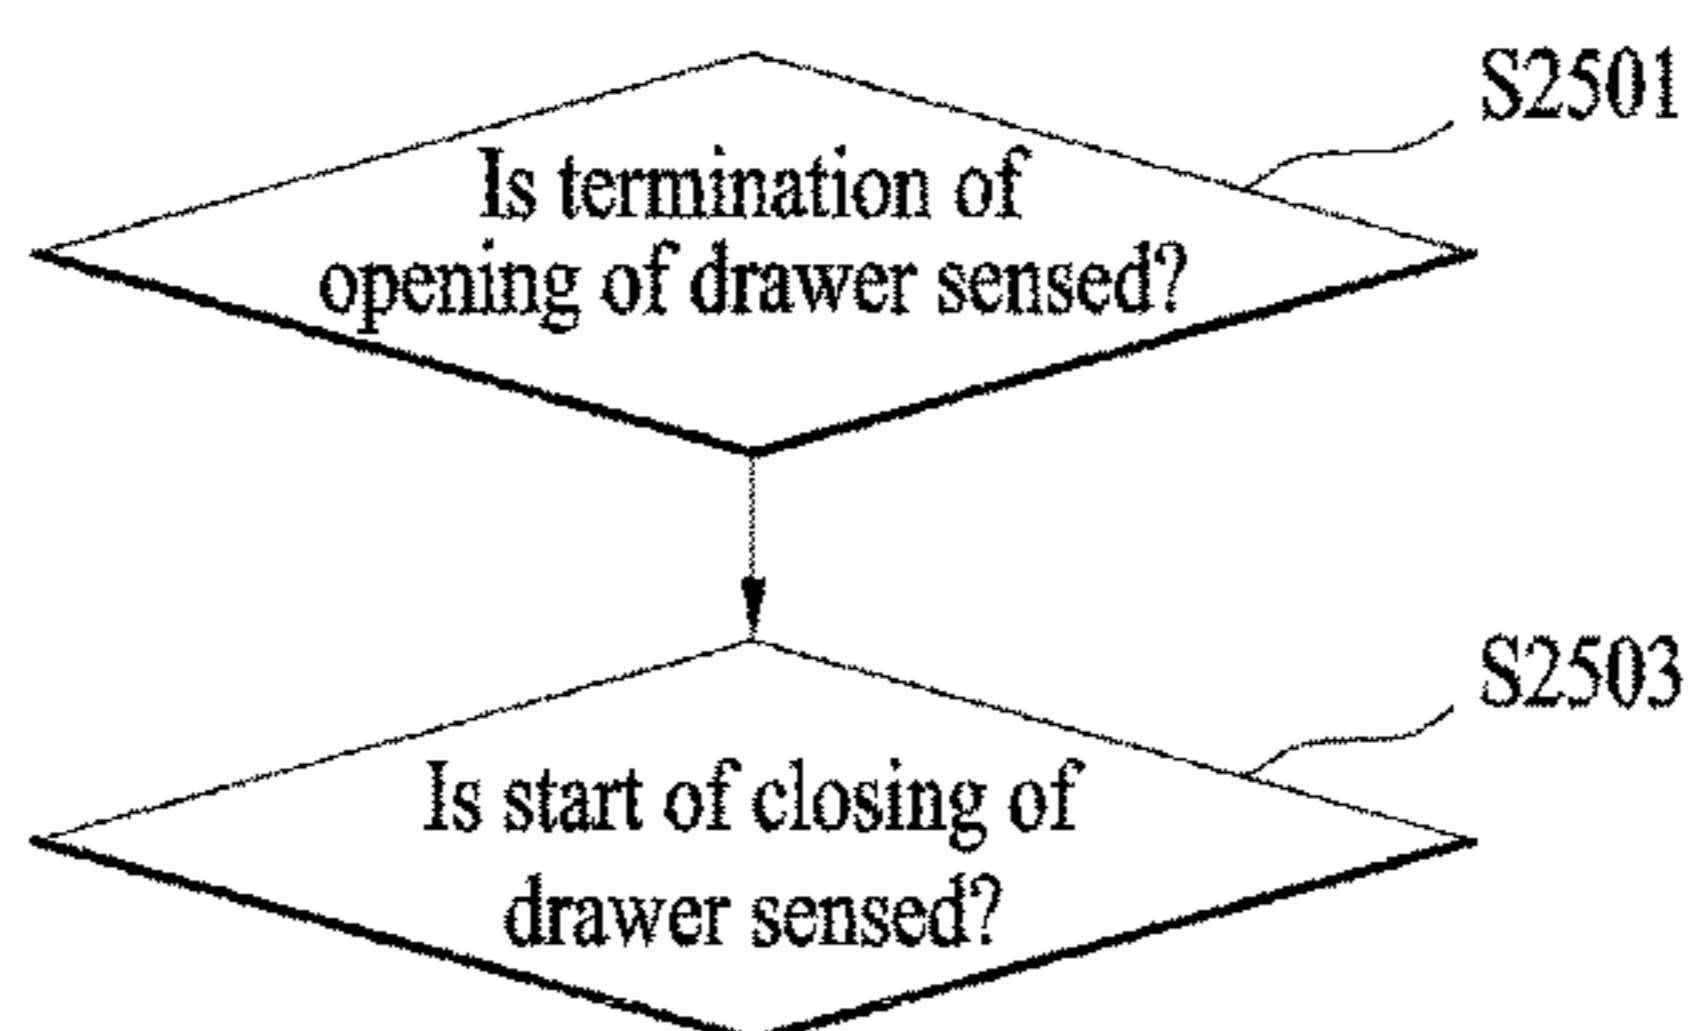 S2501
Is termination of
opening of drawer sensed?
S2503
Is start of closing of
drawer sensed?